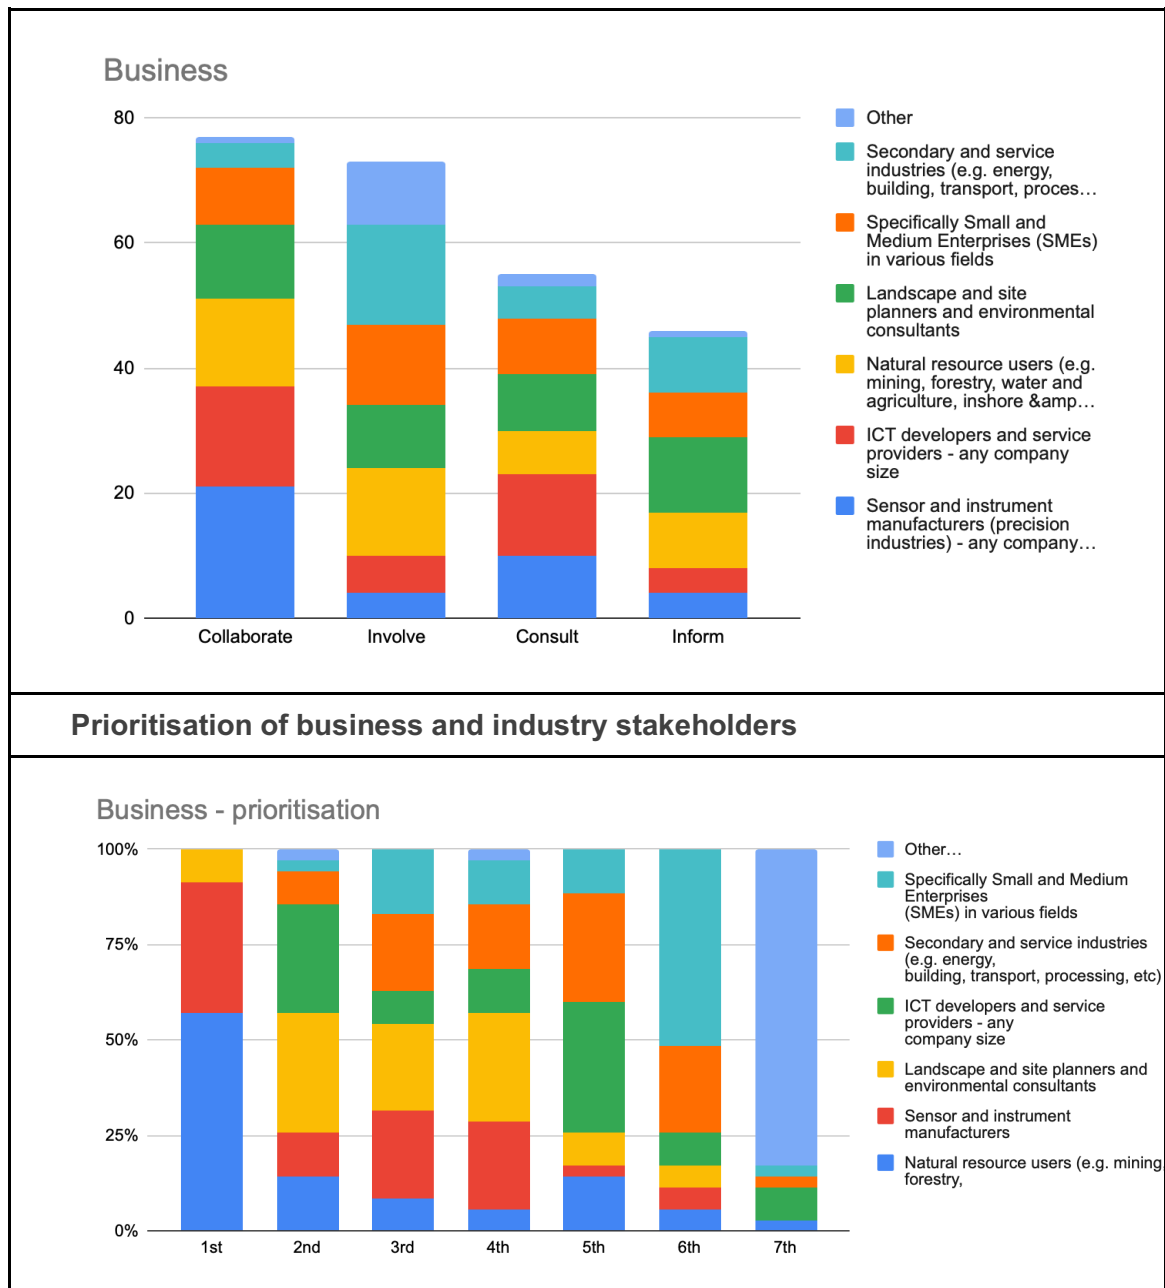 Business
80
60
40
20
0
Collaborate
Involve
Consult
Inform
Other
Secondary and service
industries (e.g. energy,
building, transport, proces…
Specifically Small and
Medium Enterprises (SMEs)
in various fields
Landscape and site
planners and environmental
consultants
Natural resource users (e.g.
mining, forestry, water and
agriculture, inshore &amp…
ICT developers and service
providers - any company
size
Sensor and instrument
manufacturers (precision
industries) - any company…
Prioritisation of business and industry stakeholders
Business - prioritisation
100%
75%
50%
25%
0%
1st
2nd
3rd
4th
5th
6th
7th
Other…
Specifically Small and Medium
Enterprises
(SMEs) in various fields
Secondary and service industries
(e.g. energy,
building, transport, processing, etc)
ICT developers and service
providers - any
company size
Landscape and site planners and
environmental consultants
Sensor and instrument
manufacturers
Natural resource users (e.g. mining,
forestry,